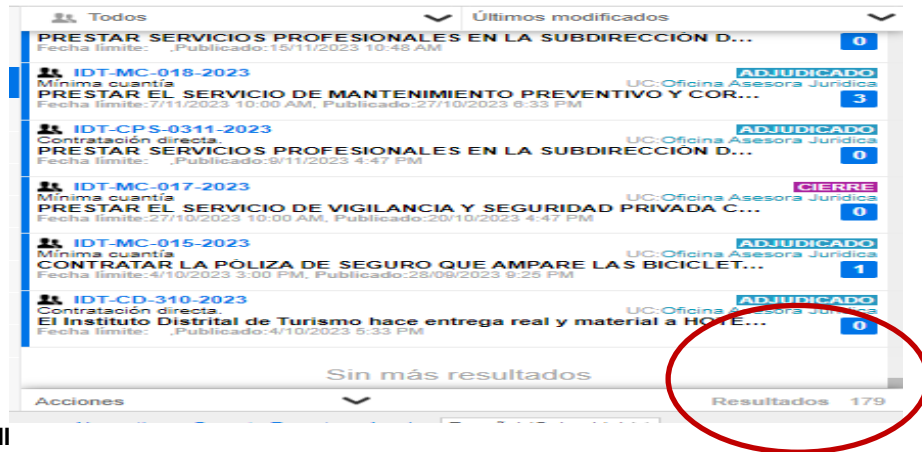 Todos Últimos modificados
PRESTAR SERVICIOS PROFESIONALES EN LA SUBDIRECCIÓN D...
0
Fecha límite: ,Publicado:15/11/2023 10:48 AM
IDT-MC-018-2023 ADJUDICADO
Mínima cuantía UC:Oficina Asesora Juridica
PRESTAR EL SERVICIO DE MANTENIMIENTO PREVENTIVO Y COR...
3
Fecha límite:7/11/2023 10:00 AM, Publicado:27/10/2023 6:33 PM
IDT-CPS-0311-2023 ADJUDICADO
Contratación directa. UC:Oficina Asesora Juridica
PRESTAR SERVICIOS PROFESIONALES EN LA SUBDIRECCIÓN D...
0
Fecha límite: ,Publicado:9/11/2023 4:47 PM
IDT-MC-017-2023 CIERRE
Mínima cuantía UC:Oficina Asesora Juridica
PRESTAR EL SERVICIO DE VIGILANCIA Y SEGURIDAD PRIVADA C...
0
Fecha límite:27/10/2023 10:00 AM, Publicado:20/10/2023 4:47 PM
IDT-MC-015-2023 ADJUDICADO
Mínima cuantía UC:Oficina Asesora Juridica
CONTRATAR LA PÓLIZA DE SEGURO QUE AMPARE LAS BICICLET...
1
Fecha límite:4/10/2023 3:00 PM, Publicado:28/09/2023 9:25 PM
IDT-CD-310-2023 ADJUDICADO
Contratación directa. UC:Oficina Asesora Juridica
El Instituto Distrital de Turismo hace entrega real y material a HOTE...
0
Fecha límite: ,Publicado:4/10/2023 5:33 PM
Sin más resultados
Acciones Resultados 179